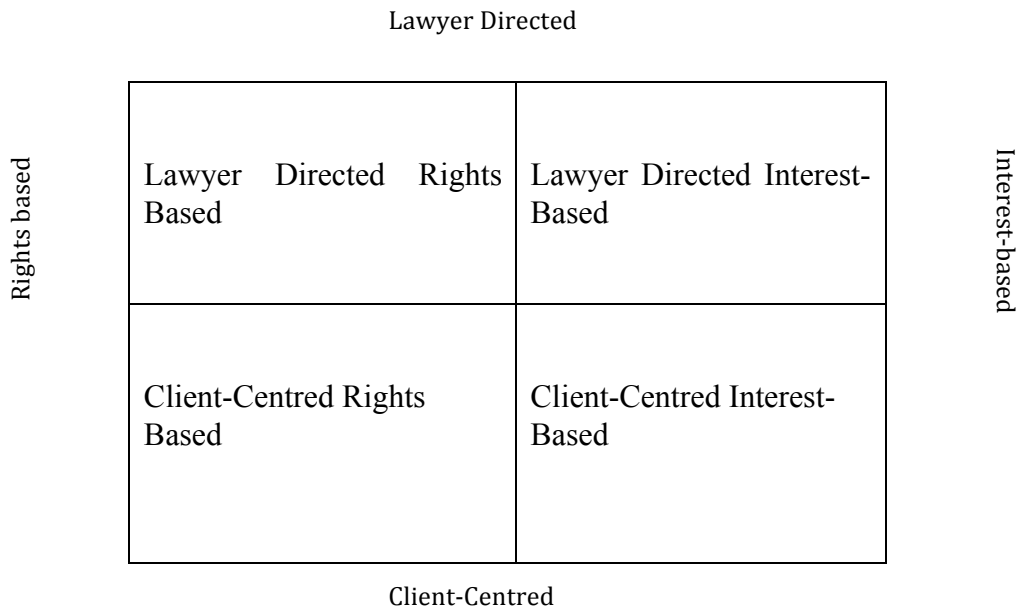 Lawyer Directed
Rights based
Lawyer Directed Rights
Based
Lawyer Directed Interest-
Based
Interest-based
Client-Centred Rights
Based
Client-Centred Interest-
Based
Client-Centred